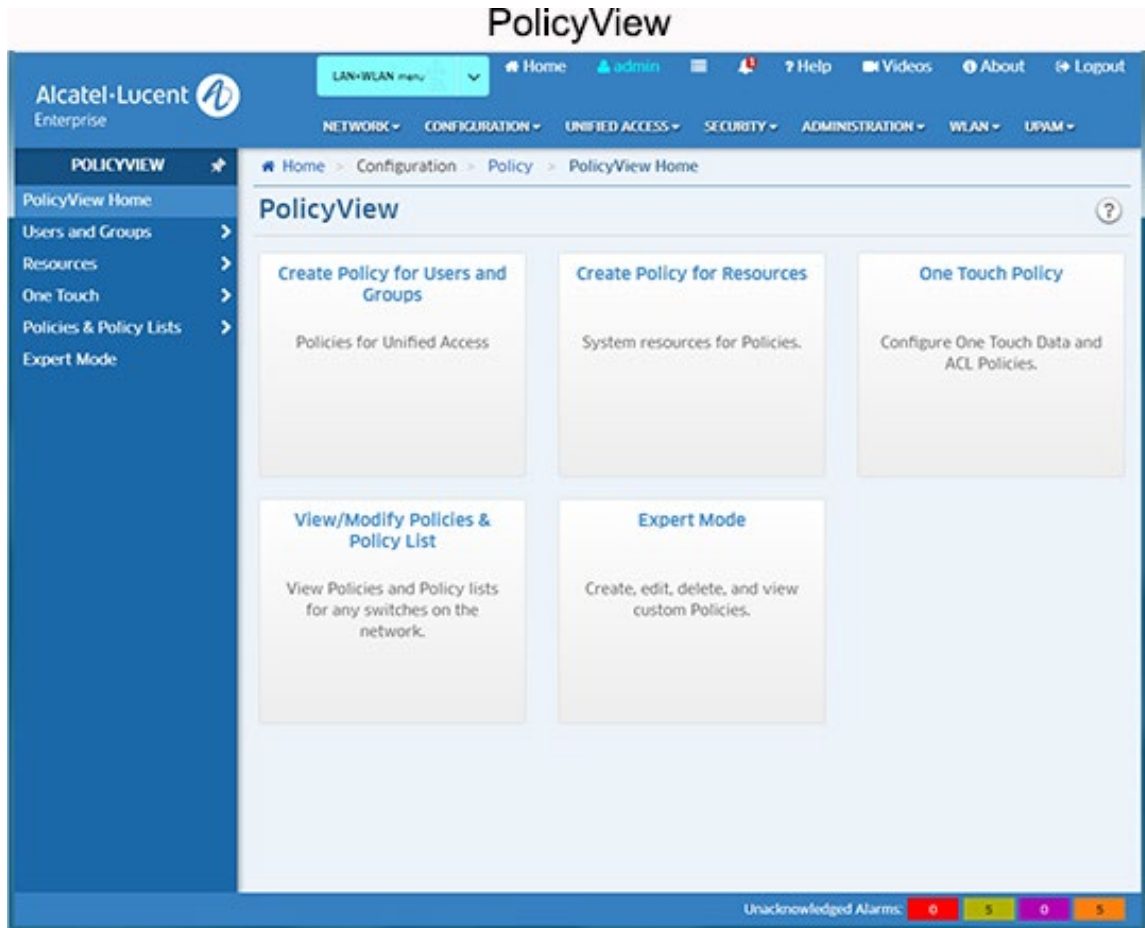 PolicyView
Alcatel·Lucent
Enterprise
LAN+WLAN menu
Home admin 1 ? Help Videos About Logout
NETWORK CONFIGURATION UNIFIED ACCESS SECURITY ADMINISTRATION WLAN UPAM
POLICYVIEW
PolicyView Home
Users and Groups
Resources
One Touch
Policies & Policy Lists
Expert Mode
Home > Configuration > Policy > PolicyView Home
PolicyView
?
Create Policy for Users and
Groups
Policies for Unified Access
Create Policy for Resources
System resources for Policies.
One Touch Policy
Configure One Touch Data and
ACL Policies.
View/Modify Policies &
Policy List
View Policies and Policy lists
for any switches on the
network.
Expert Mode
Create, edit, delete, and view
custom Policies.
Unacknowledged Alarms: 0 5 0 5